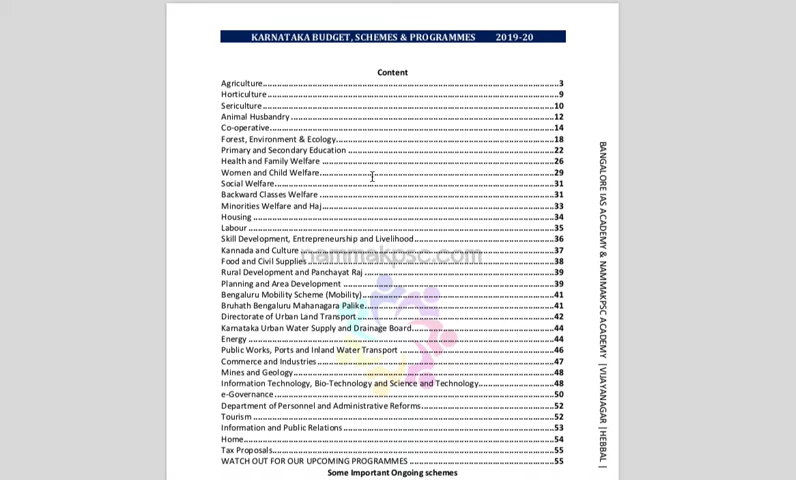 KARNATAKA BUDGET, SCHEMES & PROGRAMMES 2019-20
Content
Agriculture 3
Horticulture 9
Sericulture 10
Animal Husbandry 12
Co-operative 14
Forest, Environment & Ecology 18
Primary and Secondary Education 22
Health and Family Welfare 26
Women and Child Welfare 29
Social Welfare 31
Backward Classes Welfare 31
Minorities Welfare and Haj 33
Housing 34
Labour 35
Skill Development, Entrepreneurship and Livelihood 36
Kannada and Culture 37
Food and Civil Supplies 38
Rural Development and Panchayat Raj 39
Planning and Area Development 39
Bengaluru Mobility Scheme (Mobility) 41
Bruhath Bengaluru Mahanagara Palike 41
Directorate of Urban Land Transport 42
Karnataka Urban Water Supply and Drainage Board 44
Energy 44
Public Works, Ports and Inland Water Transport 46
Commerce and Industries 47
Mines and Geology 48
Information Technology, Bio-Technology and Science and Technology 48
e-Governance 50
Department of Personnel and Administrative Reforms 52
Tourism 52
Information and Public Relations 53
Home 54
Tax Proposals 55
WATCH OUT FOR OUR UPCOMING PROGRAMMES 55
Some Important Ongoing schemes
nammakpsc.com
BANGALORE IAS ACADEMY & NAMMAKPSC ACADEMY |VIJAYANAGAR |HEBBAL |